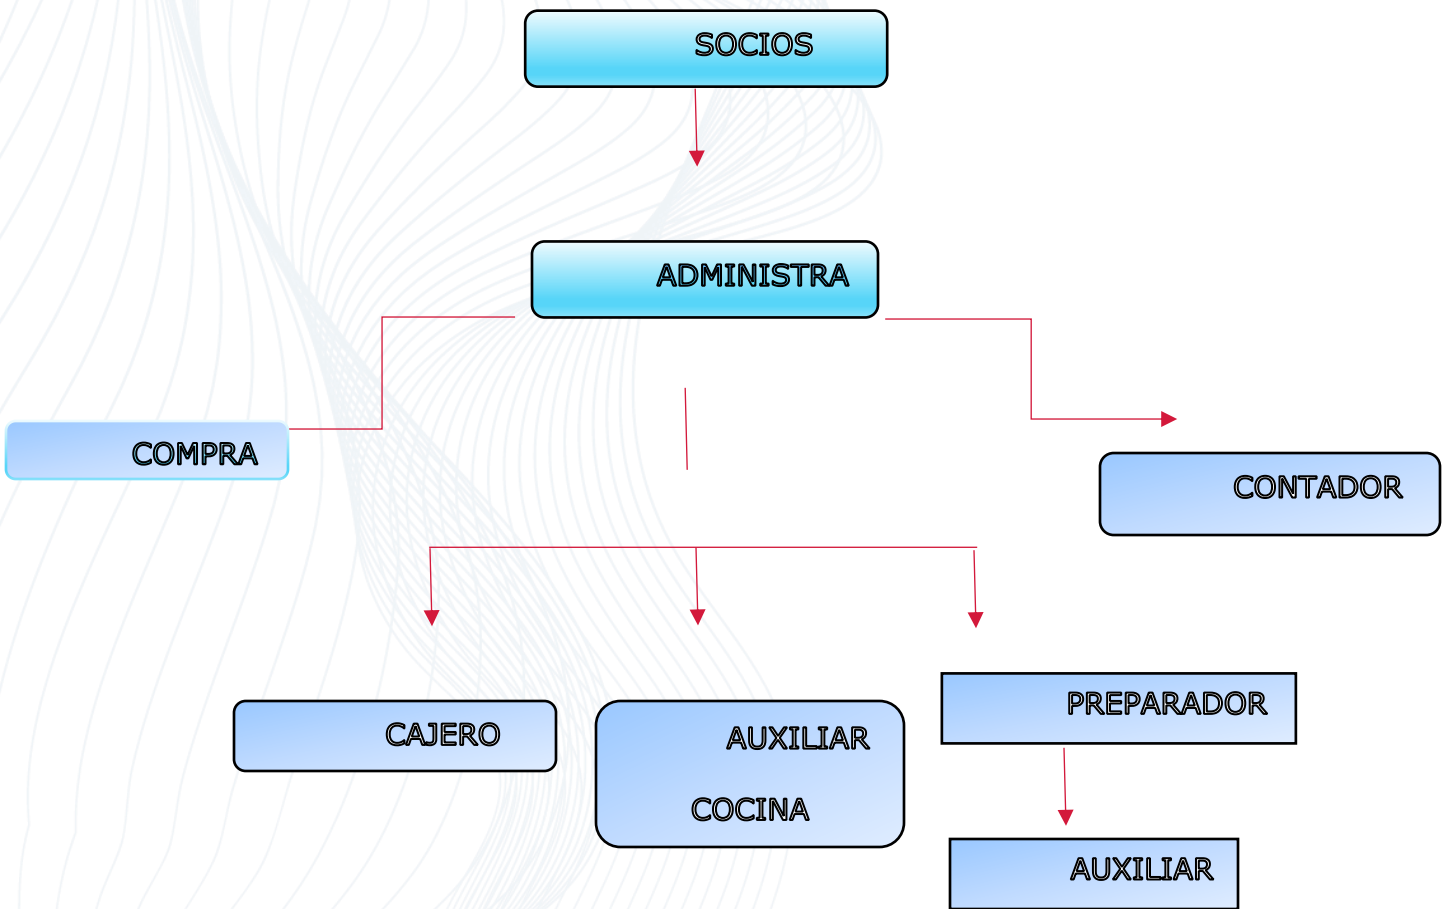 SOCIOS
ADMINISTRA
COMPRA
CONTADOR
CAJERO
AUXILIAR
COCINA
PREPARADOR
AUXILIAR